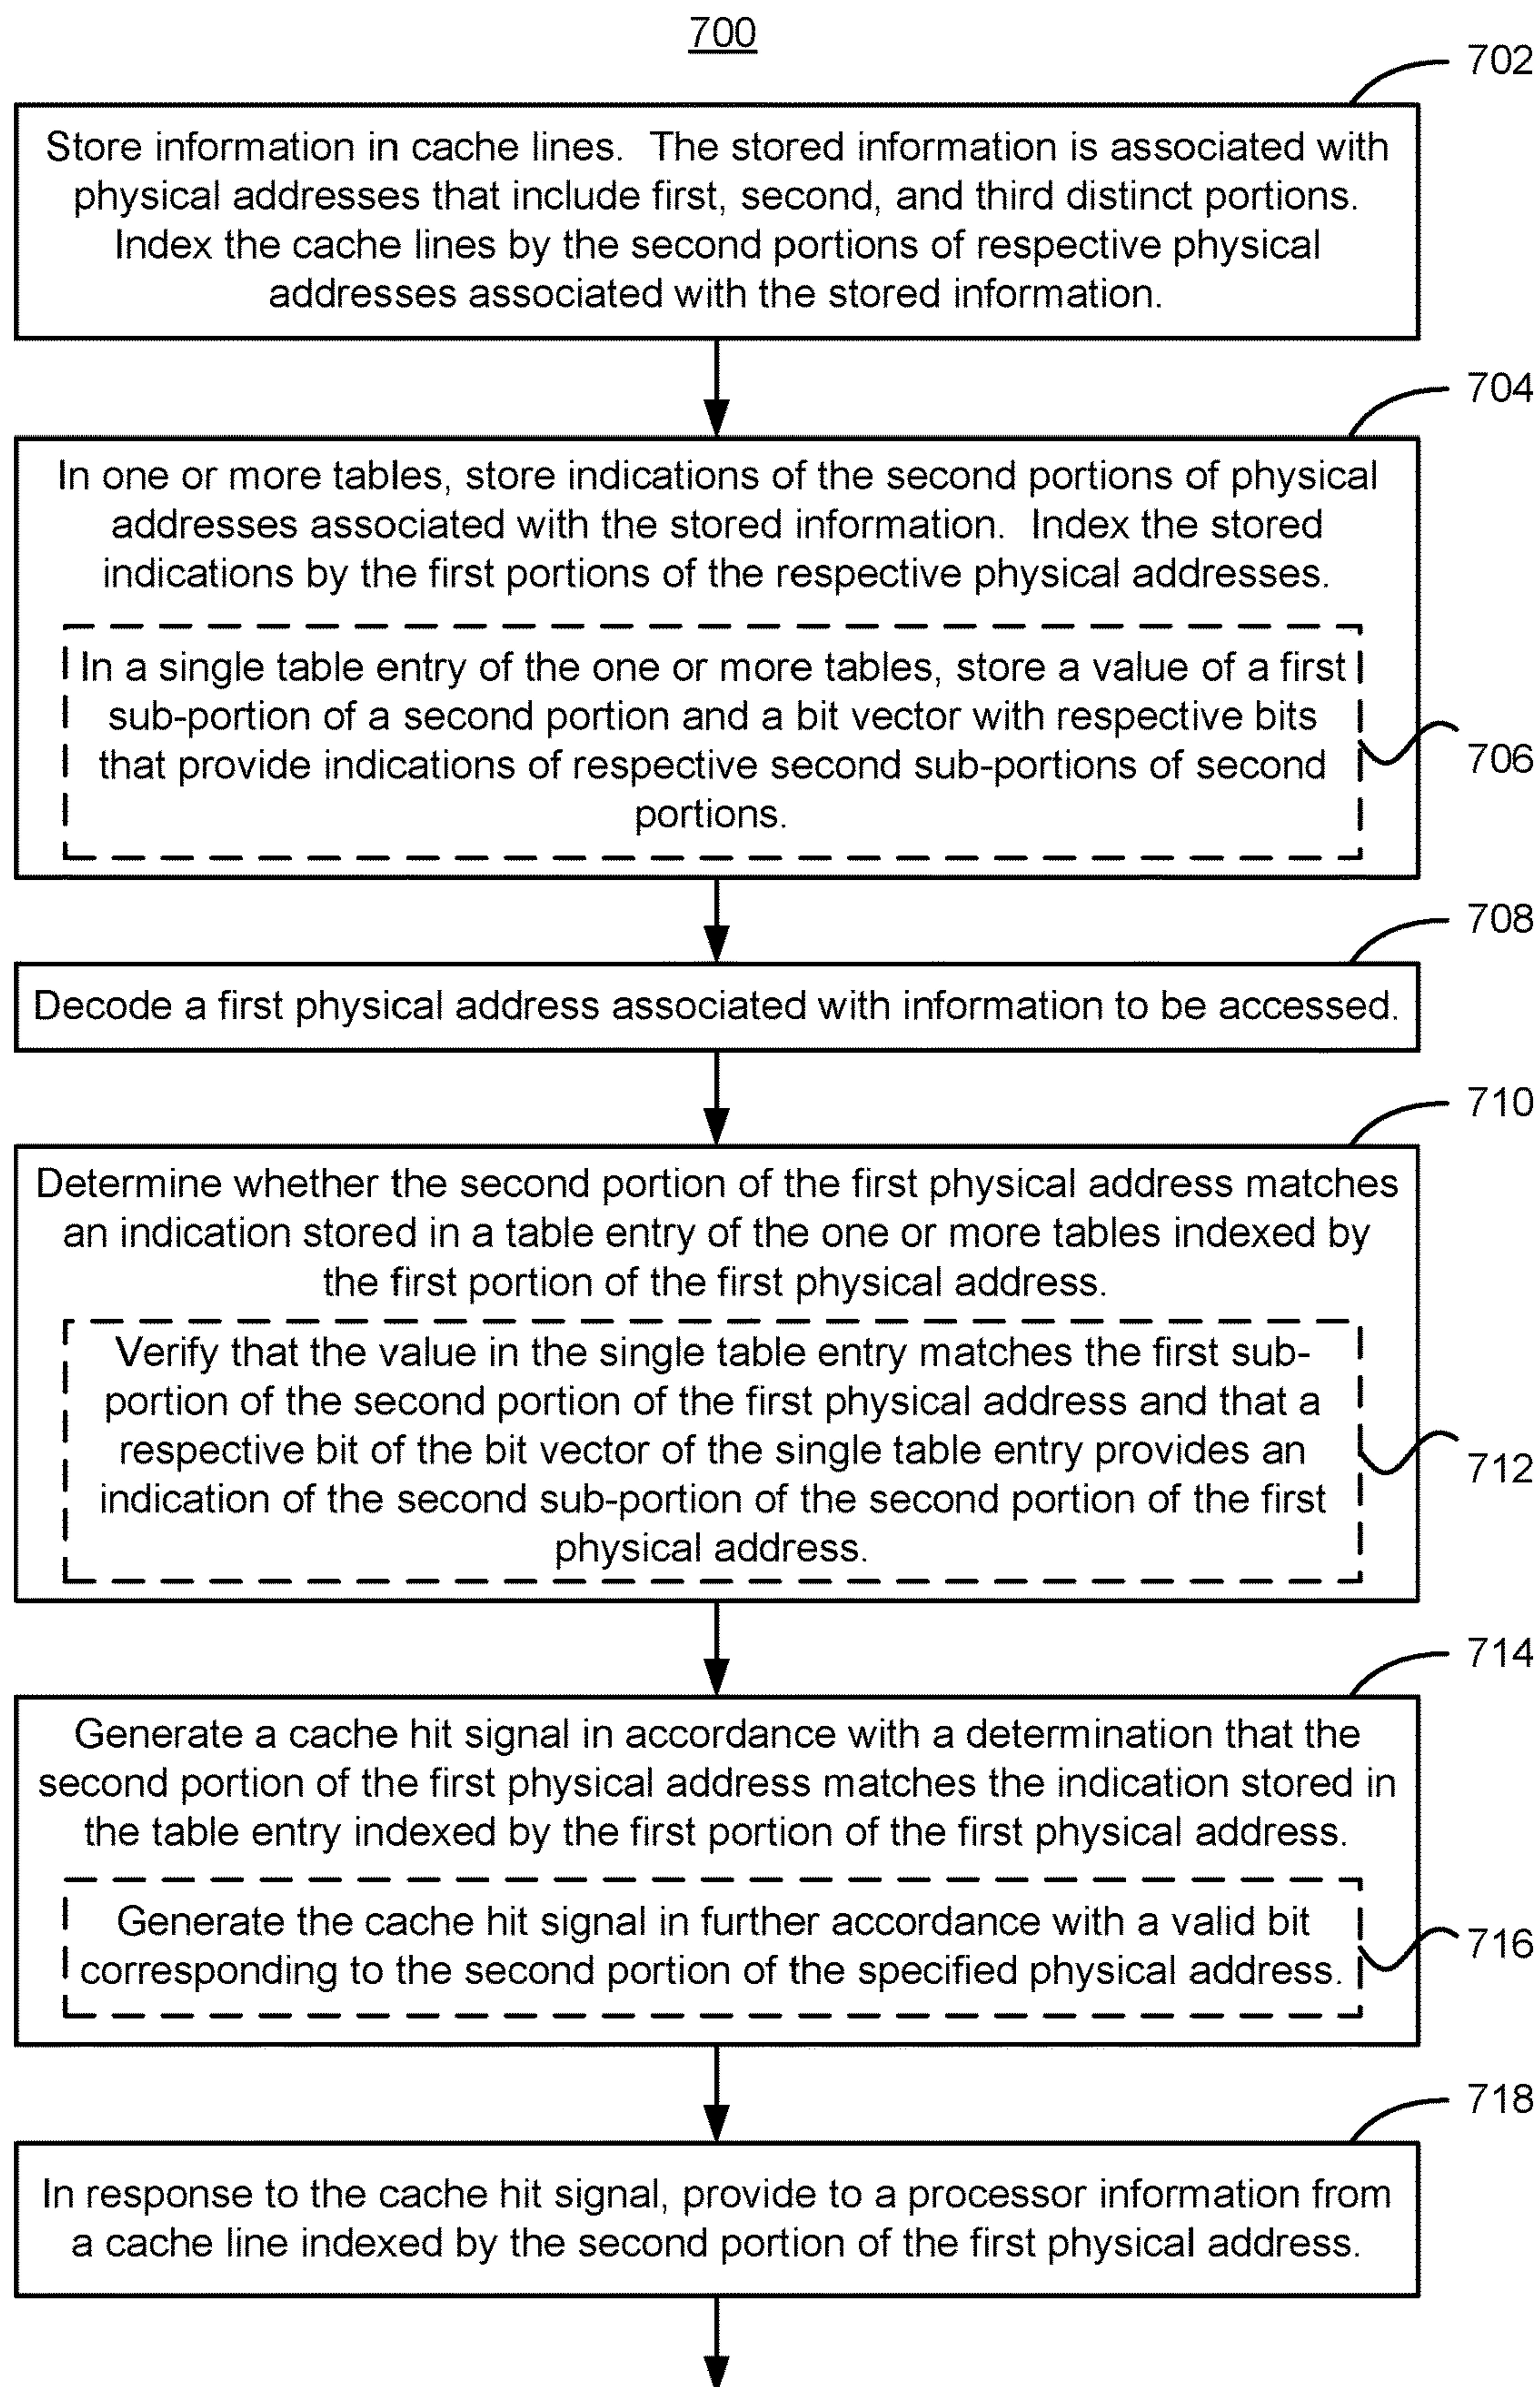 700
702
Store information in cache lines. The stored information is associated with
physical addresses that include first, second, and third distinct portions.
Index the cache lines by the second portions of respective physical
addresses associated with the stored information.
704
In one or more tables, store indications of the second portions of physical
addresses associated with the stored information. Index the stored
indications by the first portions of the respective physical addresses.
In a single table entry of the one or more tables, store a value of a first
sub-portion of a second portion and a bit vector with respective bits
that provide indications of respective second sub-portions of second
portions.
706
708
Decode a first physical address associated with information to be accessed.
710
Determine whether the second portion of the first physical address matches
an indication stored in a table entry of the one or more tables indexed by
the first portion of the first physical address.
Verify that the value in the single table entry matches the first sub-
portion of the second portion of the first physical address and that a
respective bit of the bit vector of the single table entry provides an
indication of the second sub-portion of the second portion of the first
physical address.
712
714
Generate a cache hit signal in accordance with a determination that the
second portion of the first physical address matches the indication stored in
the table entry indexed by the first portion of the first physical address.
Generate the cache hit signal in further accordance with a valid bit
corresponding to the second portion of the specified physical address.
716
718
In response to the cache hit signal, provide to a processor information from
a cache line indexed by the second portion of the first physical address.